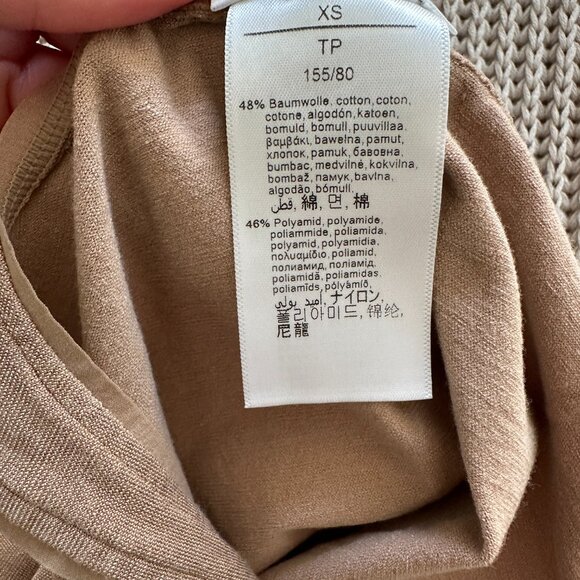 XS
TP
155/80
48% Baumwolle, cotton, coton,
cotone, algodón, katoen,
bomuld, bomull, puuvillaa,
βαμβάκι, bawełna, pamut,
хлопок, pamuk, бавовна,
bumbac, medvilnė, kokvilna,
bombaž, памук, bavlna,
algodão, bómull,
قطن, 綿, 면, 棉
46% Polyamid, polyamide,
poliammide, poliamida,
polyamid, polyamidia,
πολυαμίδιο, poliamid,
полиамид, поліамід,
poliamidă, poliamidas,
poliamīds, pólýamíð,
أميد بولي, ナイロン,
폴리아미드, 锦纶,
尼龍